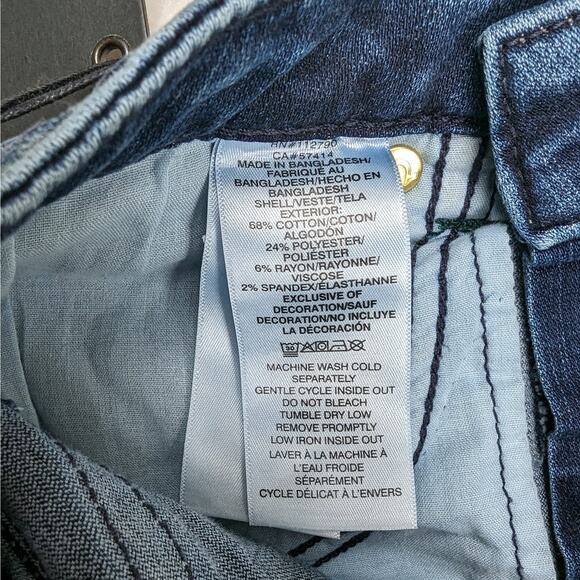 RN#112790
CA#57414
MADE IN BANGLADESH/
FABRIQUÉ AU
BANGLADESH/HECHO EN
BANGLADESH
SHELL/VESTE/TELA
EXTERIOR:
68% COTTON/COTON/
ALGODÓN
24% POLYESTER/
POLIÉSTER
6% RAYON/RAYONNE/
VISCOSE
2% SPANDEX/ÉLASTHANNE
EXCLUSIVE OF
DECORATION/SAUF
DECORATION/NO INCLUYE
LA DÉCORACIÓN
30
MACHINE WASH COLD
SEPARATELY
GENTLE CYCLE INSIDE OUT
DO NOT BLEACH
TUMBLE DRY LOW
REMOVE PROMPTLY
LOW IRON INSIDE OUT
LAVER À LA MACHINE À
L'EAU FROIDE
SÉPARÉMENT
CYCLE DÉLICAT À L'ENVERS